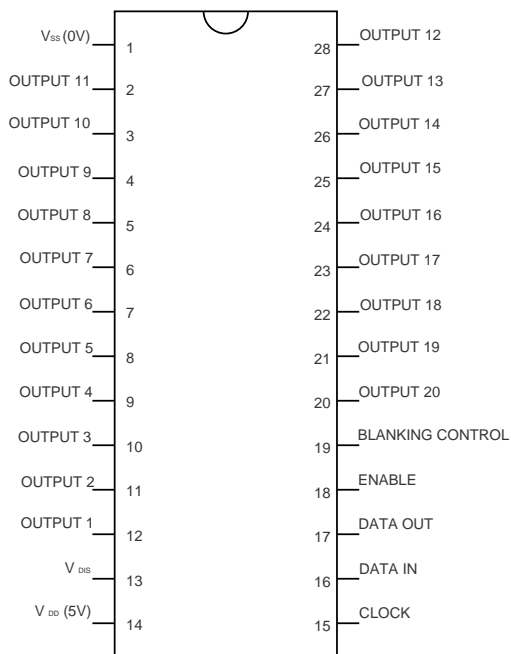 Vss (0V) 1 28 OUTPUT 12
OUTPUT 11 2 27 OUTPUT 13
OUTPUT 10 3 26 OUTPUT 14
OUTPUT 9 4 25 OUTPUT 15
OUTPUT 8 5 24 OUTPUT 16
OUTPUT 7 6 23 OUTPUT 17
OUTPUT 6 7 22 OUTPUT 18
OUTPUT 5 8 21 OUTPUT 19
OUTPUT 4 9 20 OUTPUT 20
OUTPUT 3 10 19 BLANKING CONTROL
OUTPUT 2 11 18 ENABLE
OUTPUT 1 12 17 DATA OUT
V DIS 13 16 DATA IN
V DD (5V) 14 15 CLOCK